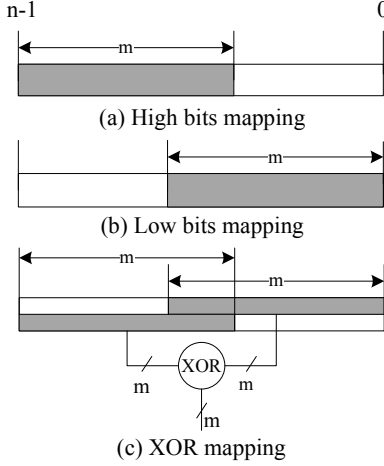 n-1 0
m
(a) High bits mapping
m
(b) Low bits mapping
m
m
XOR
m m
m
(c) XOR mapping